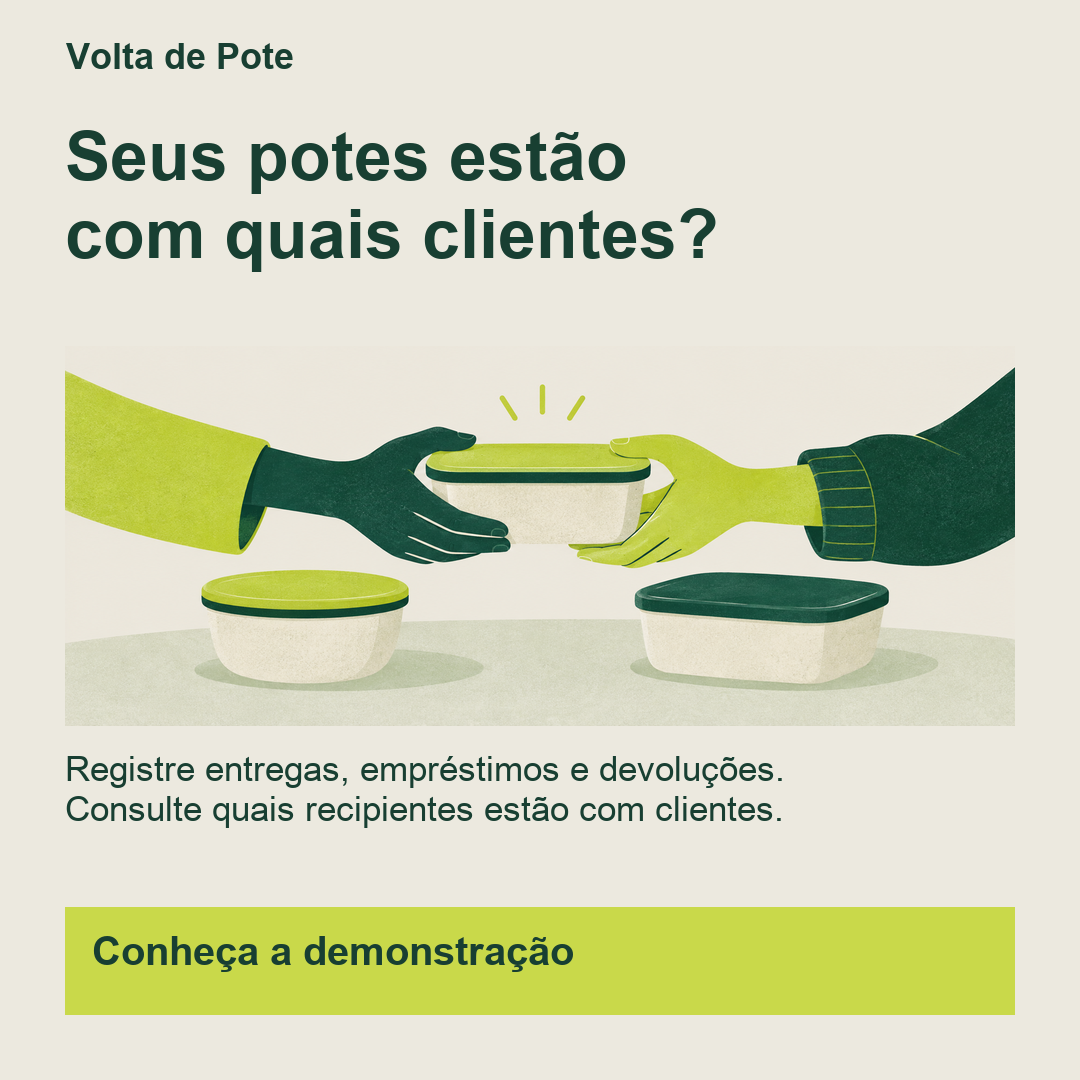 Volta de Pote
Seus potes estão
com quais clientes?
Registre entregas, empréstimos e devoluções.
Consulte quais recipientes estão com clientes.
Conheça a demonstração